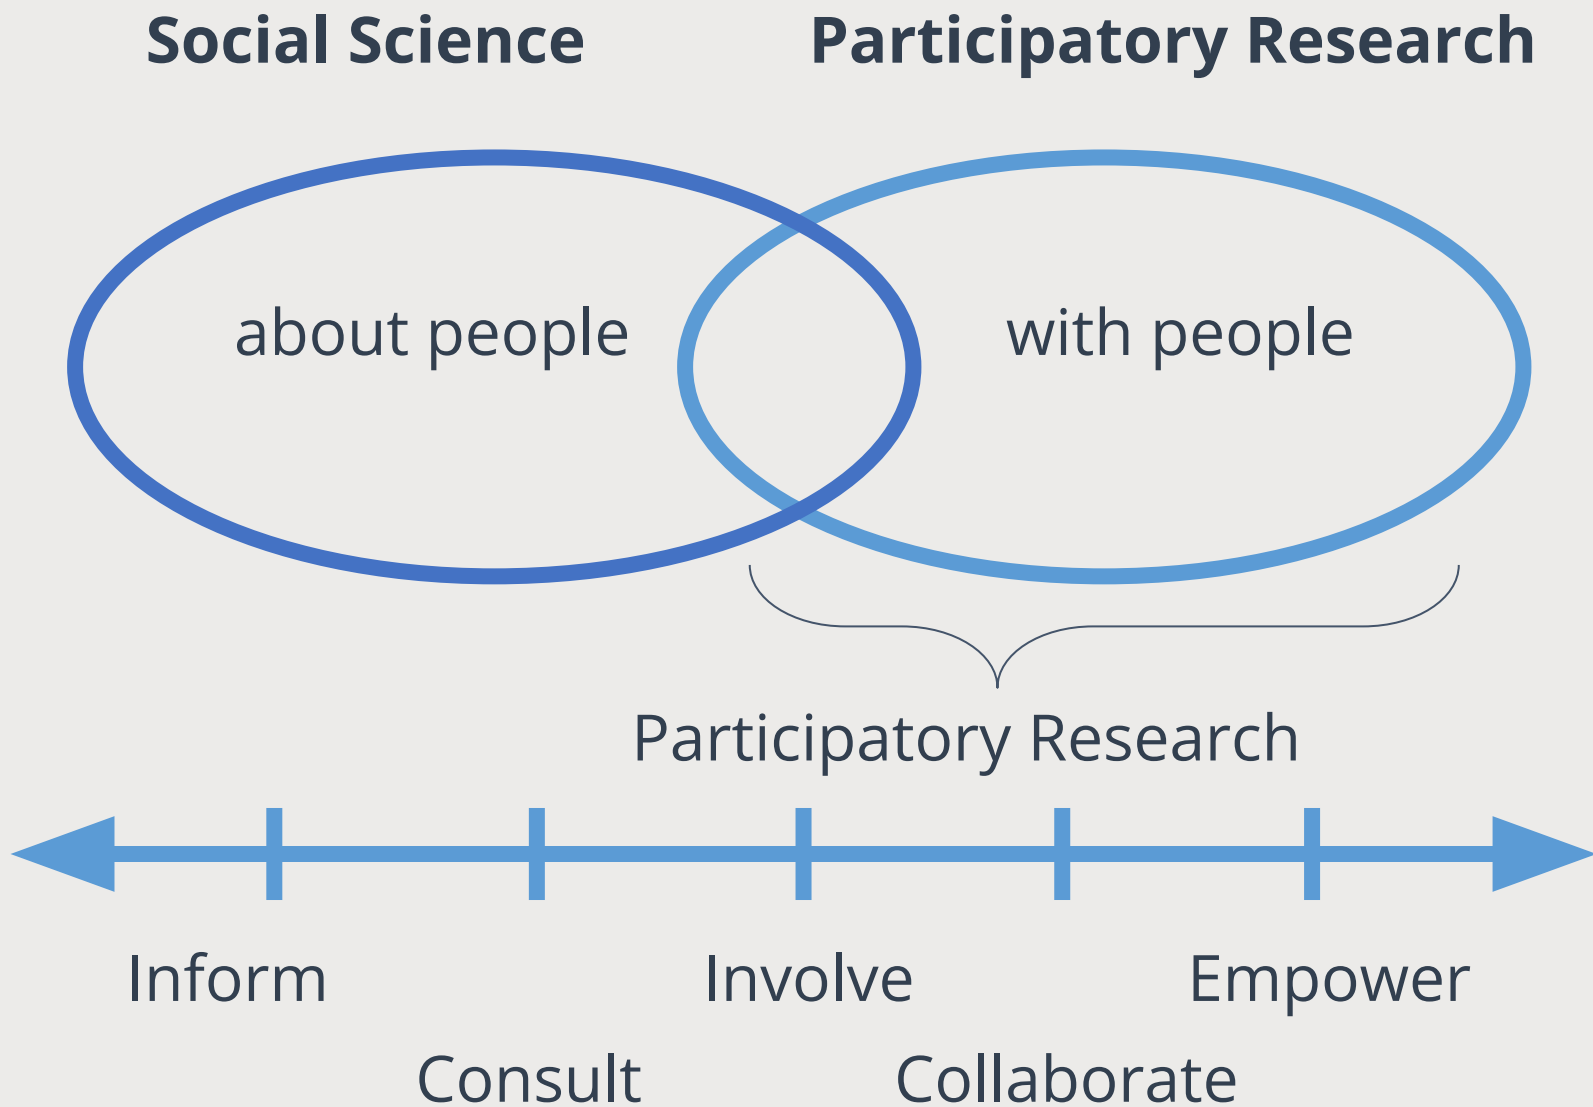 Social Science
Participatory Research
about people
with people
Participatory Research
Inform
Involve
Empower
Consult
Collaborate